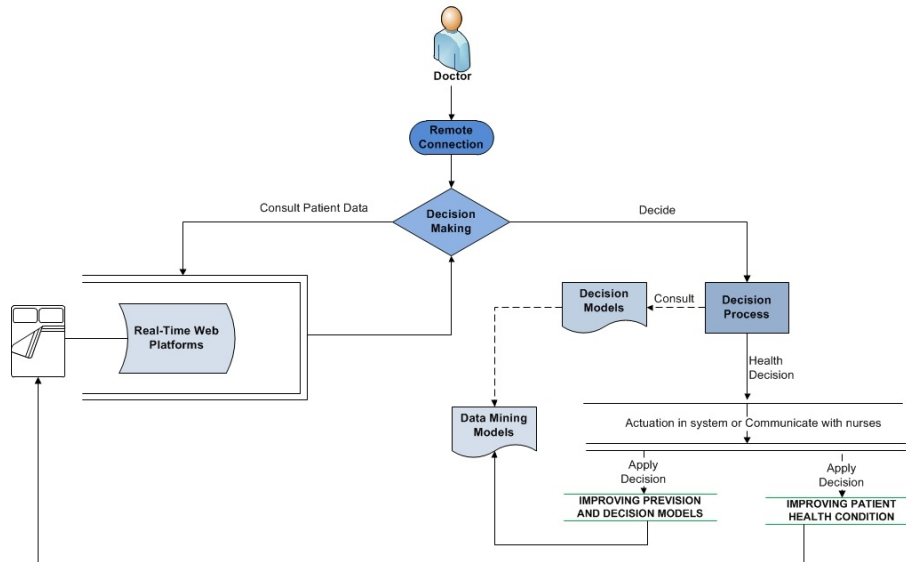 Doctor
Remote
Connection
Consult Patient Data
Decision
Making
Decide
Real-Time Web
Platforms
Decision
Models
Consult
Decision
Process
Health
Decision
Data Mining
Models
Actuation in system or Communicate with nurses
Apply
Decision
Apply
Decision
IMPROVING PREVISION
AND DECISION MODELS
IMPROVING PATIENT
HEALTH CONDITION